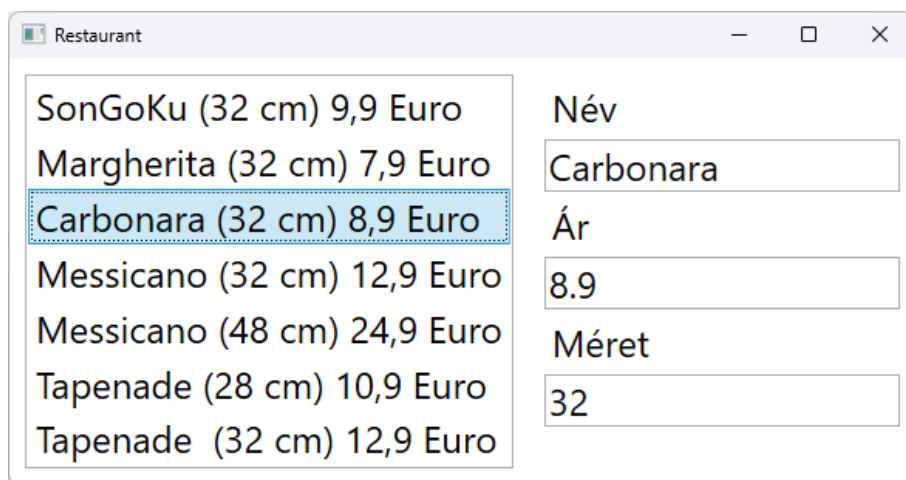 Restaurant
SonGoKu (32 cm) 9,9 Euro
Margherita (32 cm) 7,9 Euro
Carbonara (32 cm) 8,9 Euro
Messicano (32 cm) 12,9 Euro
Messicano (48 cm) 24,9 Euro
Tapenade (28 cm) 10,9 Euro
Tapenade  (32 cm) 12,9 Euro
Név
Carbonara
Ár
8.9
Méret
32